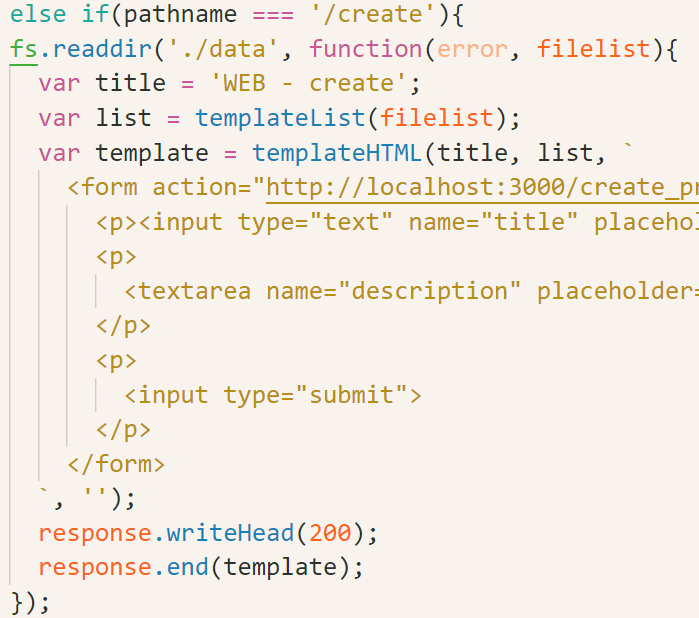 else if(pathname === '/create'){
fs.readdir('./data', function(error, filelist){
  var title = 'WEB - create';
  var list = templateList(filelist);
  var template = templateHTML(title, list, `
    <form action="http://localhost:3000/create_pr
      <p><input type="text" name="title" placehol
      <p>
        <textarea name="description" placeholder=
      </p>
      <p>
        <input type="submit">
      </p>
    </form>
  `, '');
  response.writeHead(200);
  response.end(template);
});